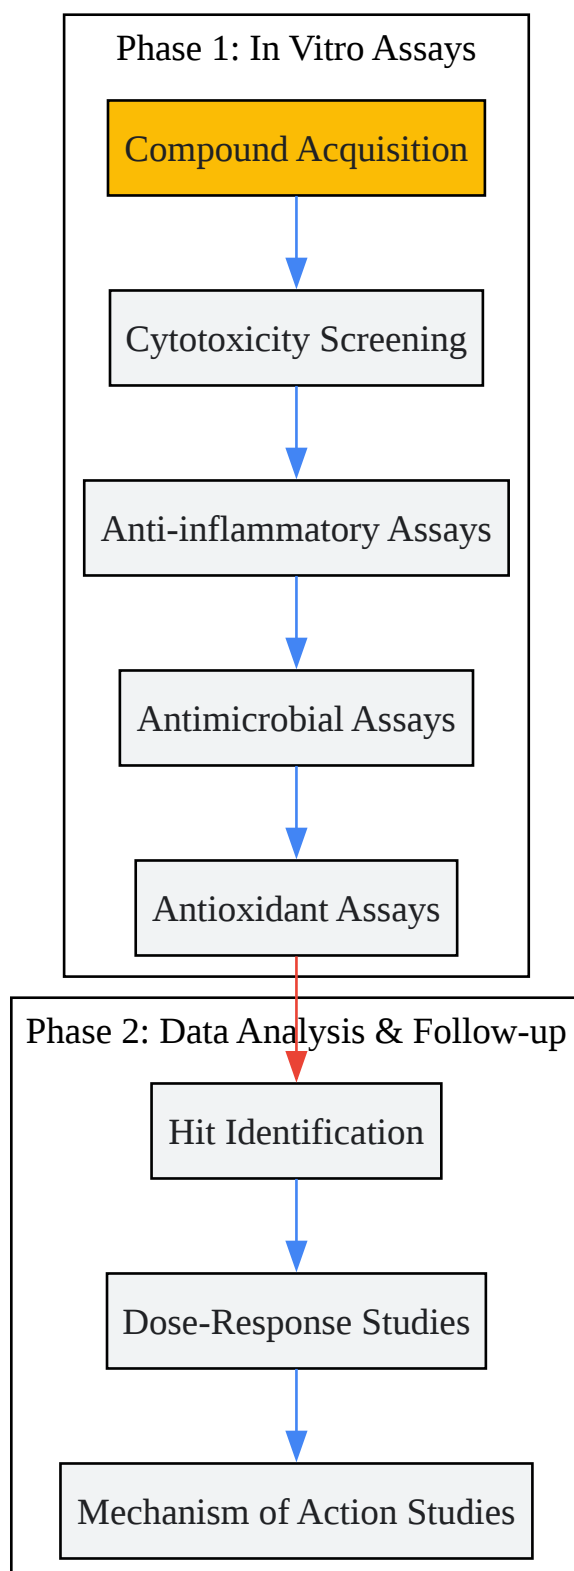 Phase 1: In Vitro Assays
Compound Acquisition
Cytotoxicity Screening
Anti-inflammatory Assays
Antimicrobial Assays
Antioxidant Assays
Phase 2: Data Analysis & Follow-up
Hit Identification
Dose-Response Studies
Mechanism of Action Studies